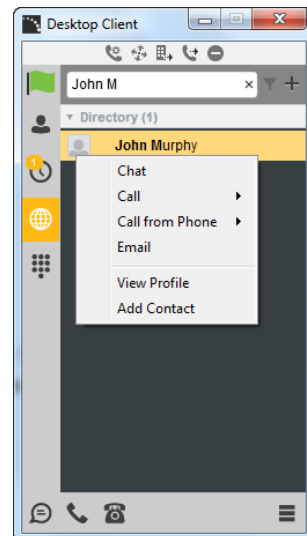 Desktop Client
John M
Directory (1)
John Murphy
1
Chat
Call
Call from Phone
Email
View Profile
Add Contact